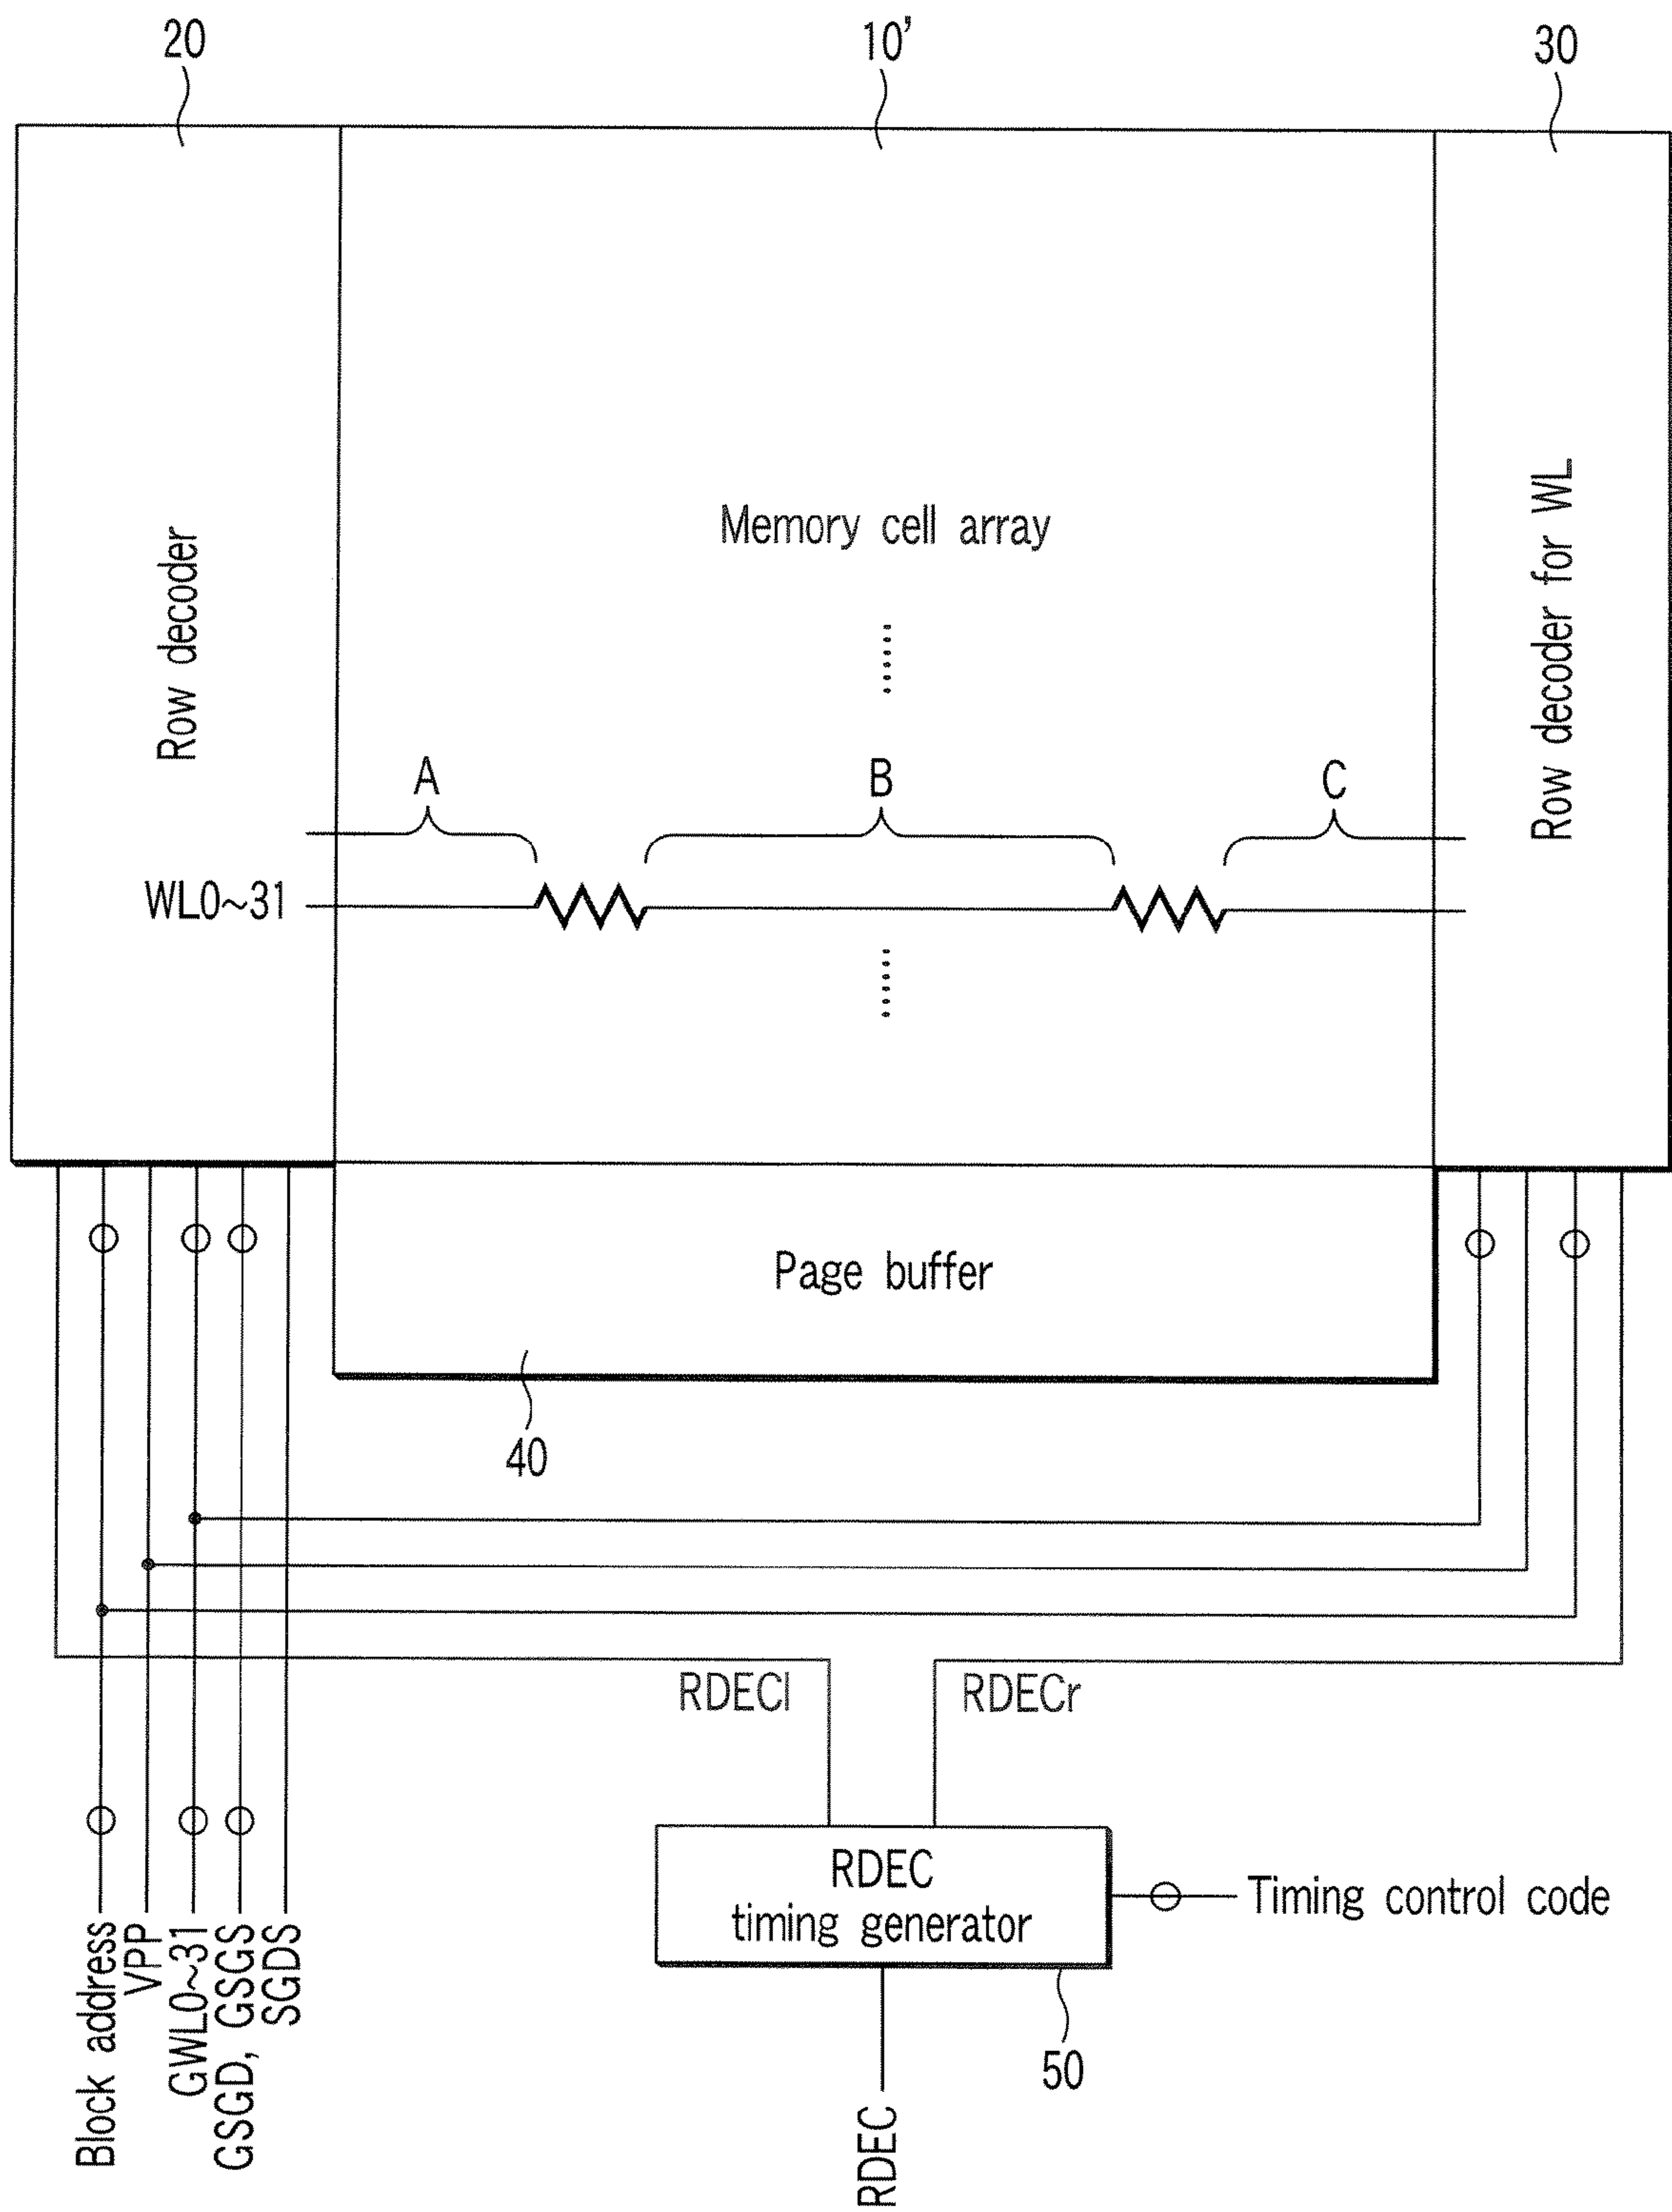 20
10'
30
Row decoder
Memory cell array
Row decoder for WL
A
B
C
WL0~31
Page buffer
40
RDECl
RDECr
RDEC
timing generator
Timing control code
50
RDEC
Block address
VPP
GWL0~31
GSGD, GSGS
SGDS